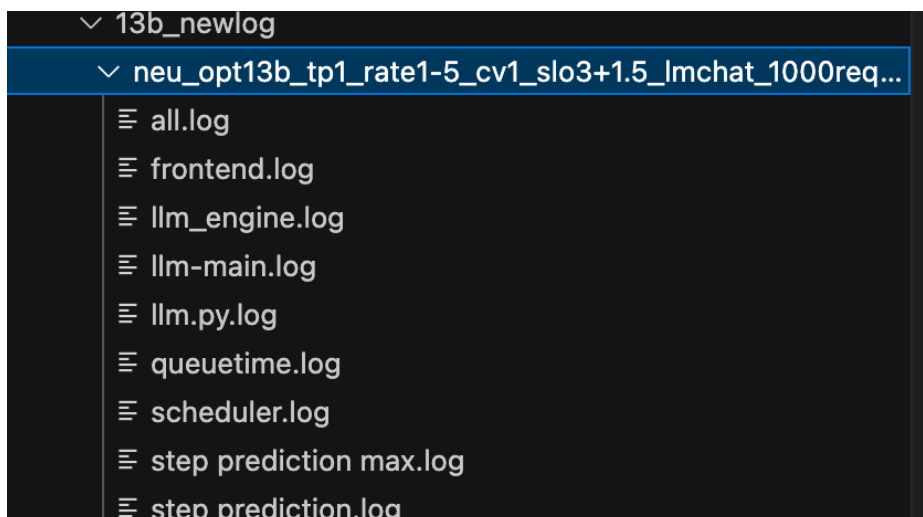 13b_newlog
neu_opt13b_tp1_rate1-5_cv1_slo3+1.5_lmchat_1000req...
all.log
frontend.log
llm_engine.log
llm-main.log
llm.py.log
queuetime.log
scheduler.log
step prediction max.log
step prediction.log